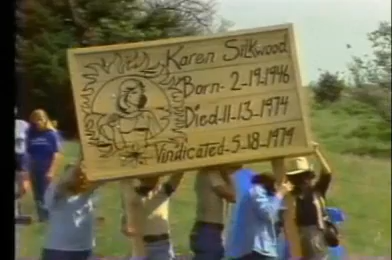 Karen Silkwood
Born- 2-19-1946
Died-11-13-1974
Vindicated-5-18-1979